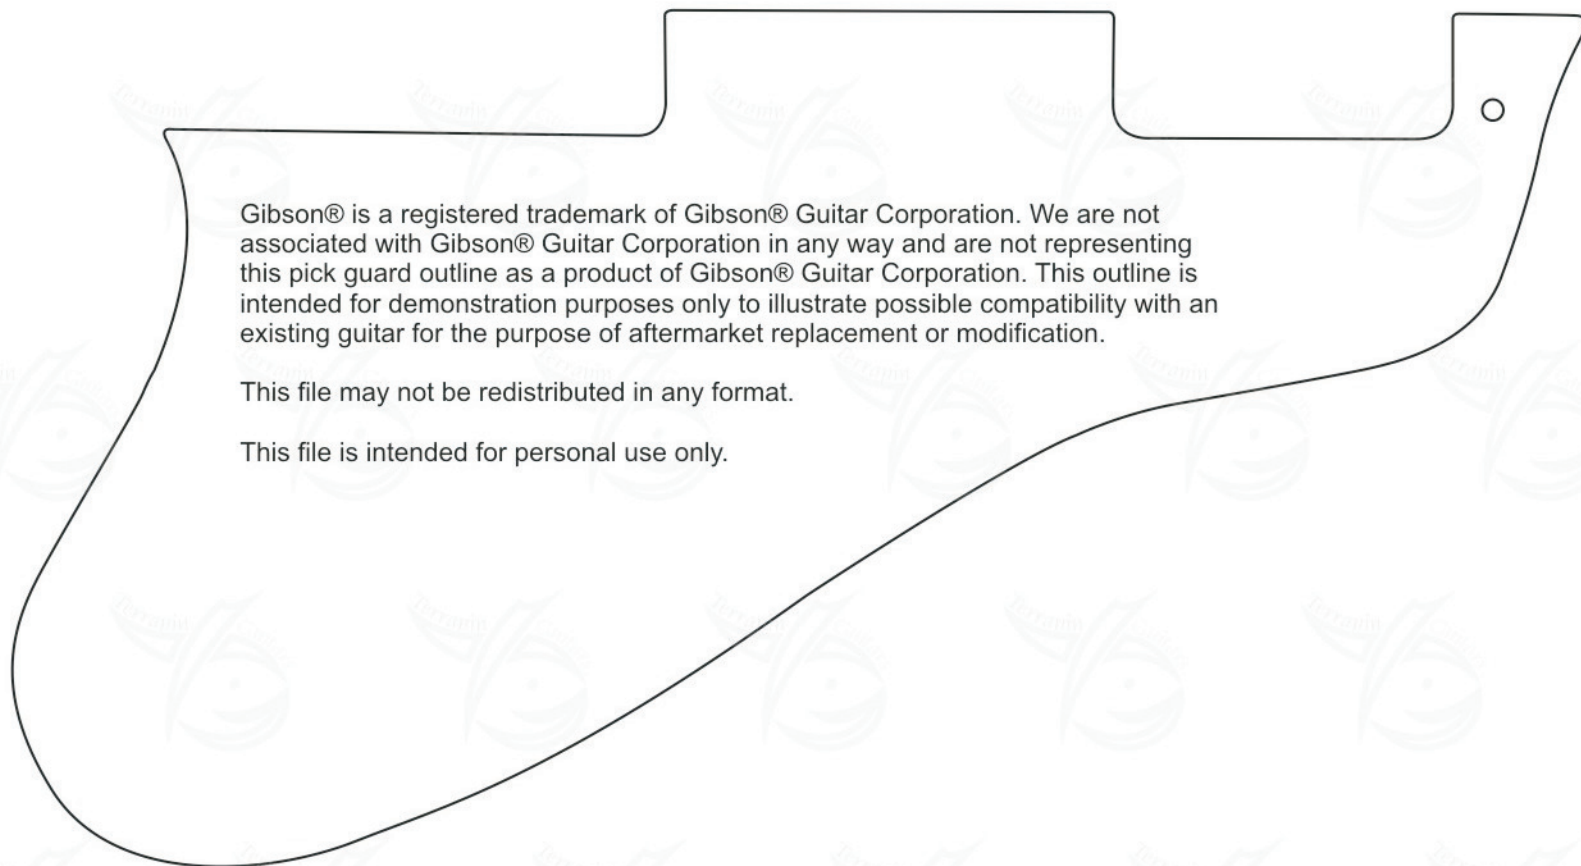 Gibson® is a registered trademark of Gibson® Guitar Corporation. We are not
associated with Gibson® Guitar Corporation in any way and are not representing
this pick guard outline as a product of Gibson® Guitar Corporation. This outline is
intended for demonstration purposes only to illustrate possible compatibility with an
existing guitar for the purpose of aftermarket replacement or modification.
This file may not be redistributed in any format.
This file is intended for personal use only.